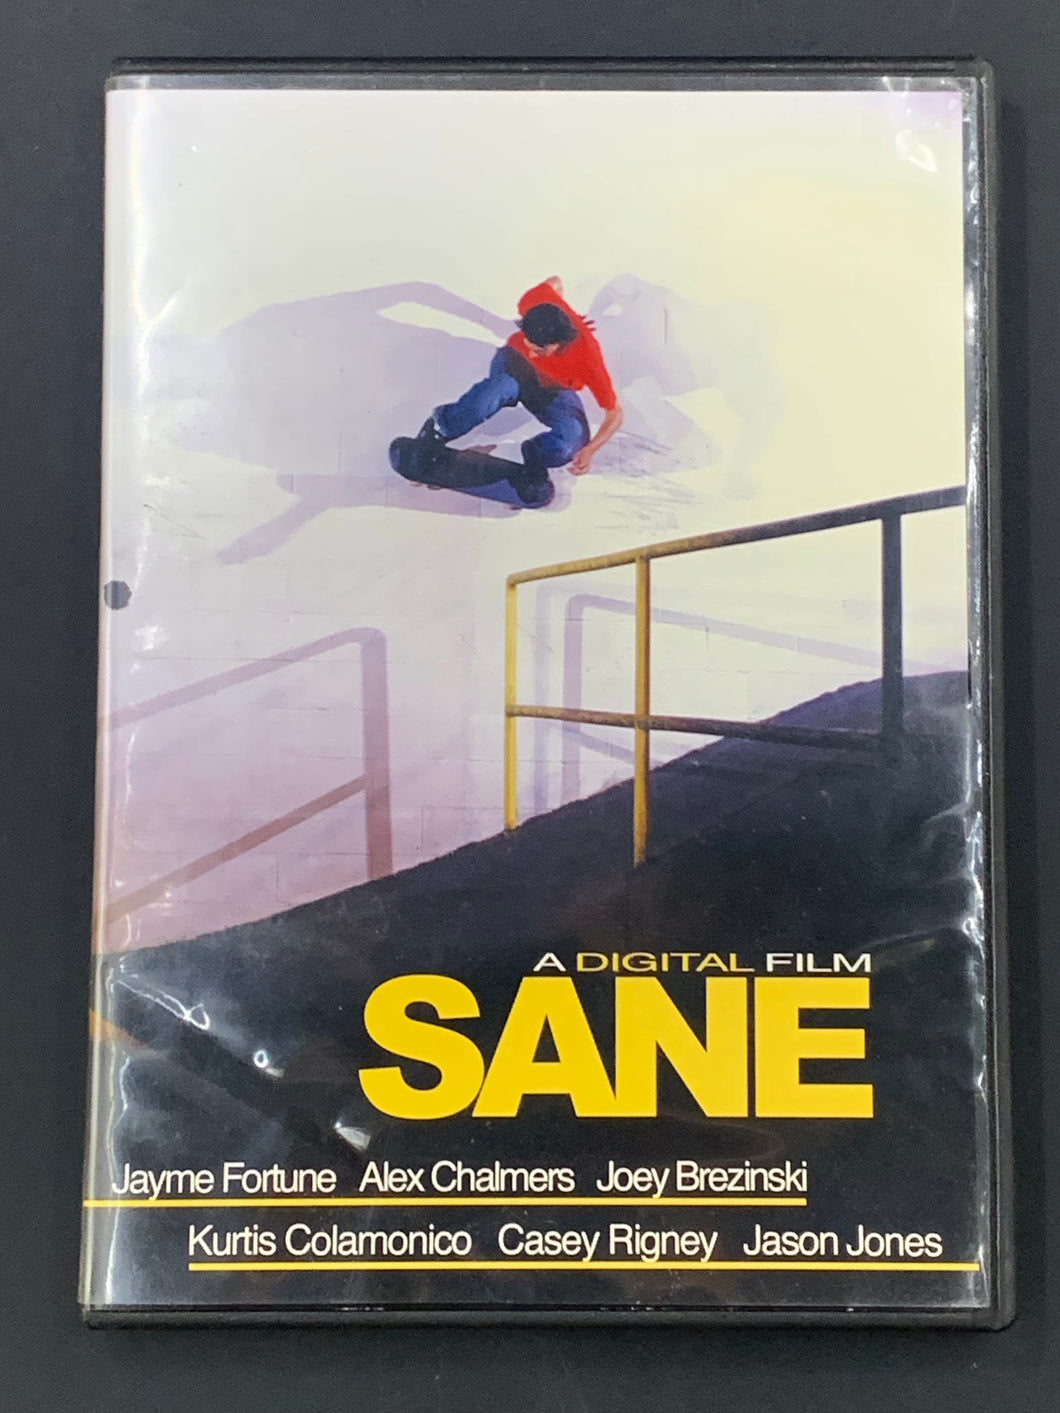 A DIGITAL FILM
SANE
Jayme Fortune Alex Chalmers Joey Brezinski
Kurtis Colamonico Casey Rigney Jason Jones